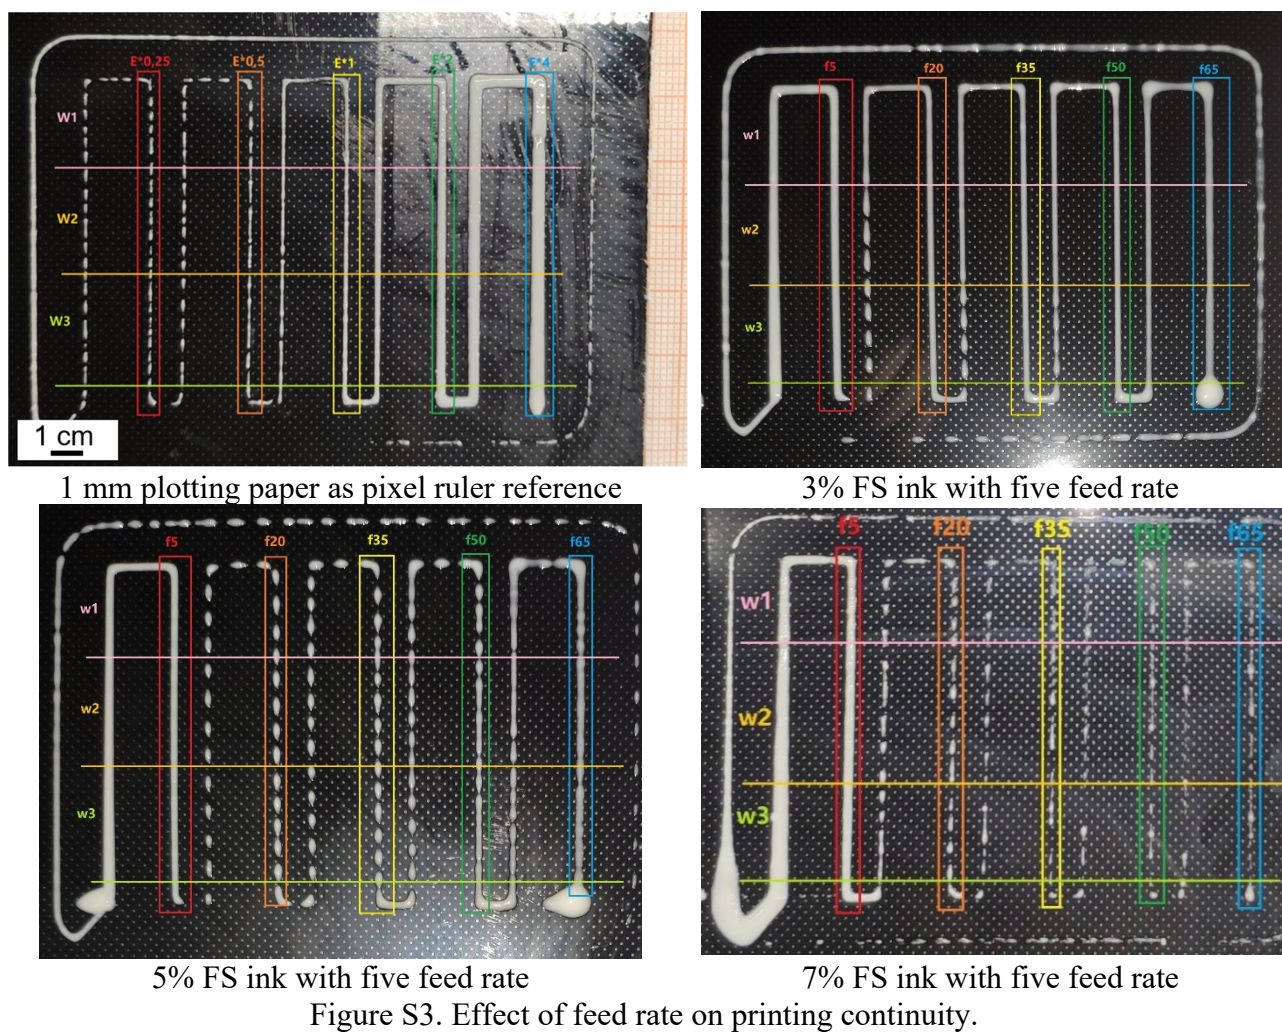 E*0,25 E*0,5 E*1 E*2 E*4
W1
W2
W3
1 cm
1 mm plotting paper as pixel ruler reference
f5 f20 f35 f50 f65
w1
w2
w3
3% FS ink with five feed rate
f5 f20 f35 f50 f65
w1
w2
w3
5% FS ink with five feed rate
f5 f20 f35 f50 f65
w1
w2
w3
7% FS ink with five feed rate
Figure S3. Effect of feed rate on printing continuity.